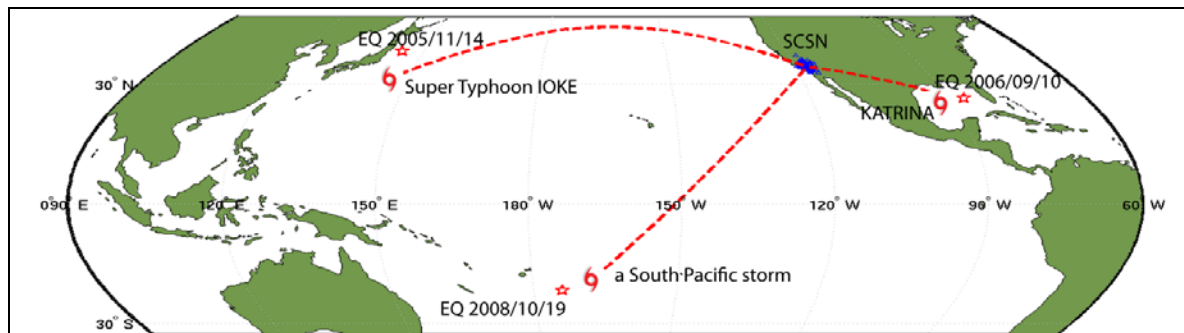 EQ 2005/11/14
SCSN
30° N
Super Typhoon IOKE
EQ 2006/09/10
KATRINA
090° E 120° E 150° E 180° W 150° W 120° W 90° W 60° W
a South Pacific storm
EQ 2008/10/19
30° S